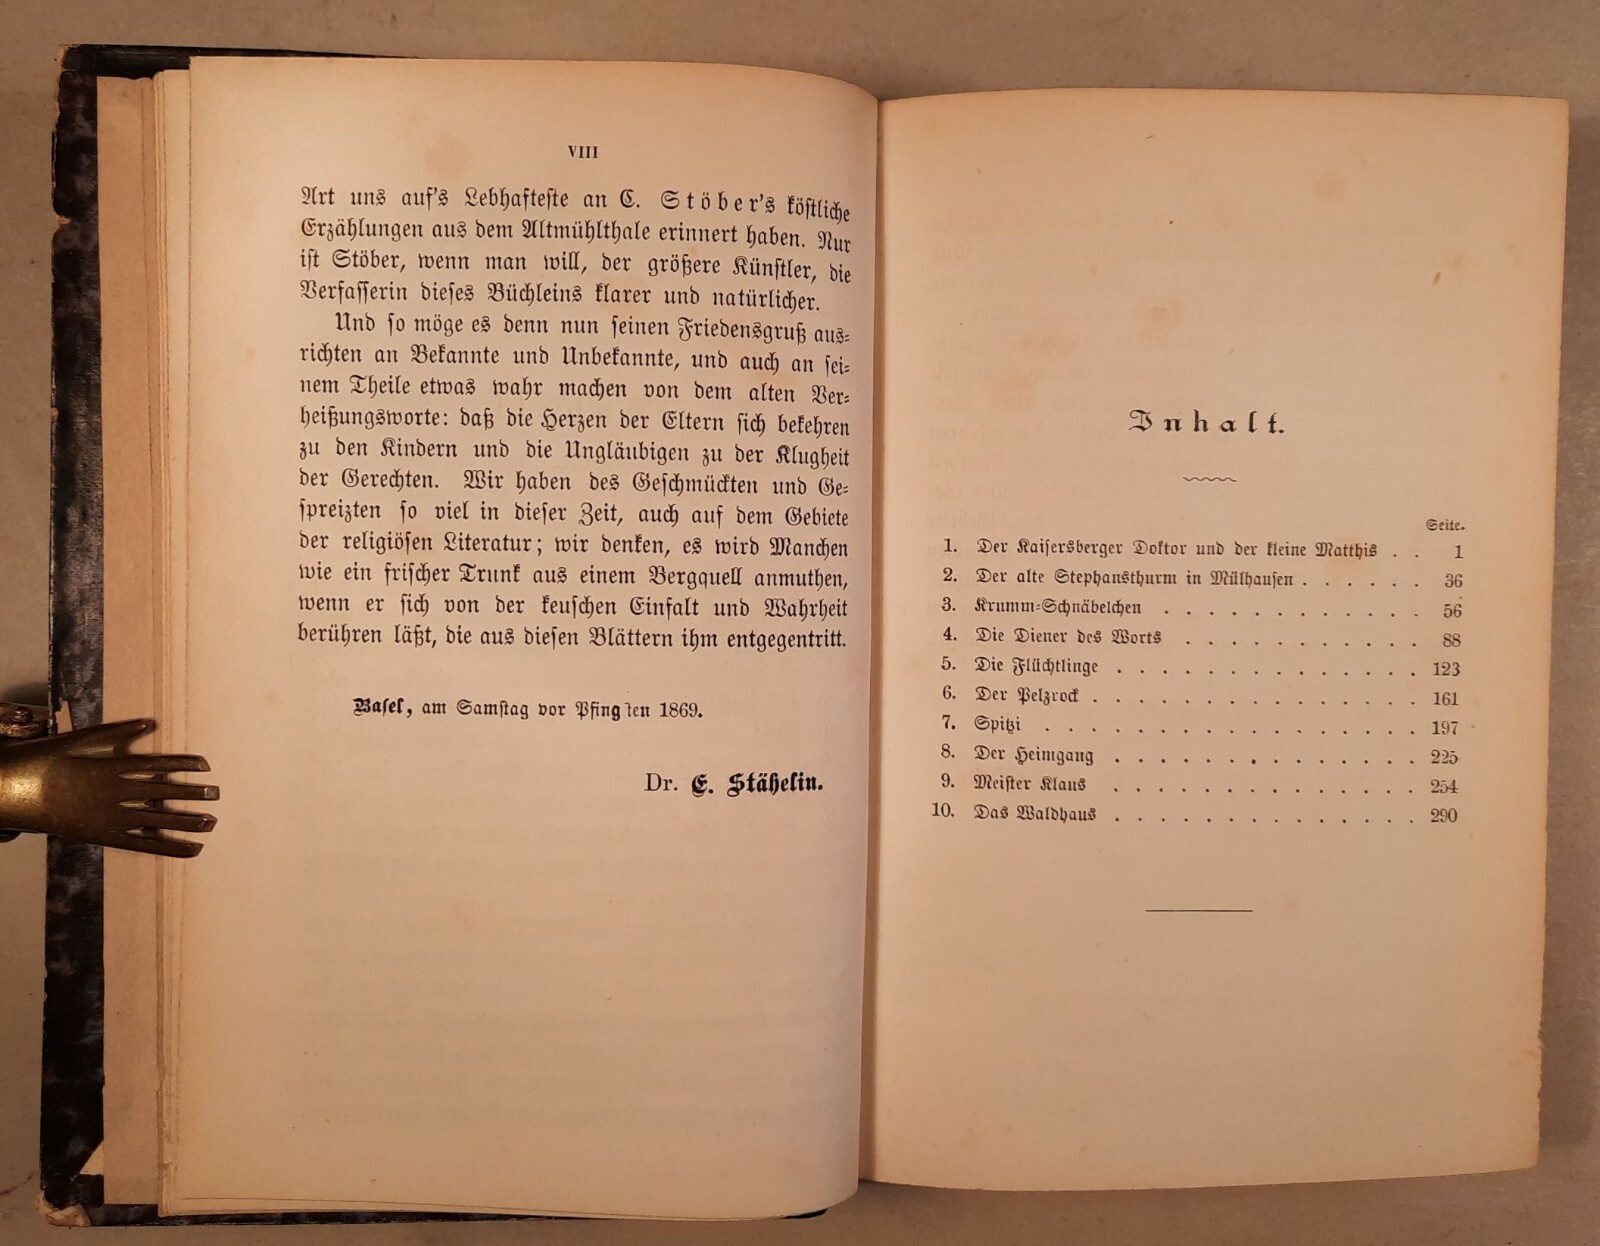 VIII
Art uns auf's Lebhafteste an C. Stöber's köstliche
Erzählungen aus dem Altmühlthale erinnert haben. Nur
ist Stöber, wenn man will, der größere Künstler, die
Verfasserin dieses Büchleins klarer und natürlicher.
Und so möge es denn nun seinen Friedensgruß aus=
richten an Bekannte und Unbekannte, und auch an sei=
nem Theile etwas wahr machen von dem alten Ver=
heißungsworte: daß die Herzen der Eltern sich bekehren
zu den Kindern und die Ungläubigen zu der Klugheit
der Gerechten. Wir haben des Geschmückten und Ge=
spreizten so viel in dieser Zeit, auch auf dem Gebiete
der religiösen Literatur; wir denken, es wird Manchen
wie ein frischer Trunk aus einem Bergquell anmuthen,
wenn er sich von der keuschen Einfalt und Wahrheit
berühren läßt, die aus diesen Blättern ihm entgegentritt.
Basel, am Samstag vor Pfingsten 1869.
Dr. E. Stähelin.
Inhalt.
Seite.
1. Der Kaisersberger Doktor und der kleine Matthis . . 1
2. Der alte Stephansthurm in Mülhausen . . . . . . 36
3. Krumm=Schnäbelchen . . . . . . . . . . . . 56
4. Die Diener des Worts . . . . . . . . . . . 88
5. Die Flüchtlinge . . . . . . . . . . . . . . 123
6. Der Pelzrock . . . . . . . . . . . . . . . 161
7. Spitzi . . . . . . . . . . . . . . . . . 197
8. Der Heimgang . . . . . . . . . . . . . . 225
9. Meister Klaus . . . . . . . . . . . . . . 254
10. Das Waldhaus . . . . . . . . . . . . . . 290